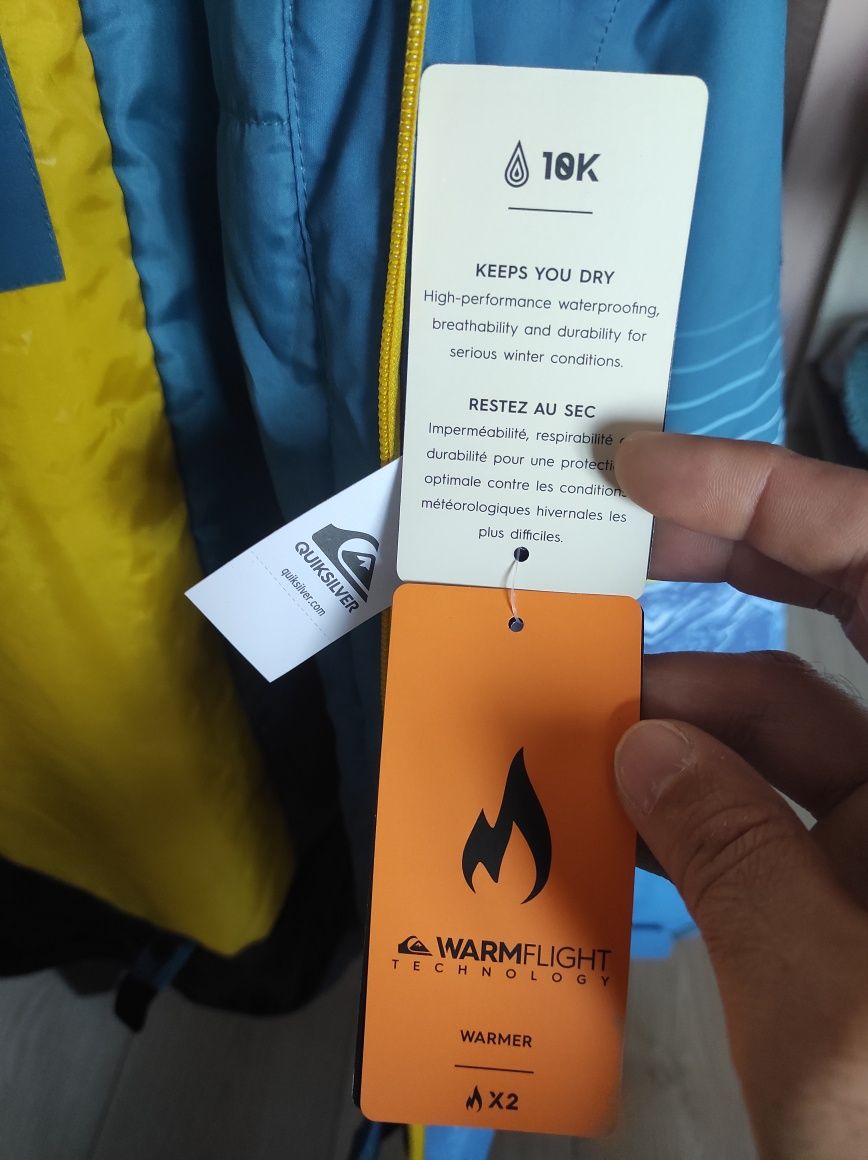 10K
KEEPS YOU DRY
High-performance waterproofing,
breathability and durability for
serious winter conditions.
RESTEZ AU SEC
Imperméabilité, respirabilité
durabilité pour une
optimale contre les conditions
météorologiques hivernales les
plus difficiles.
QUIKSILVER
quiksilver.com
WARMFLIGHT
TECHNOLOGY
WARMER
X2